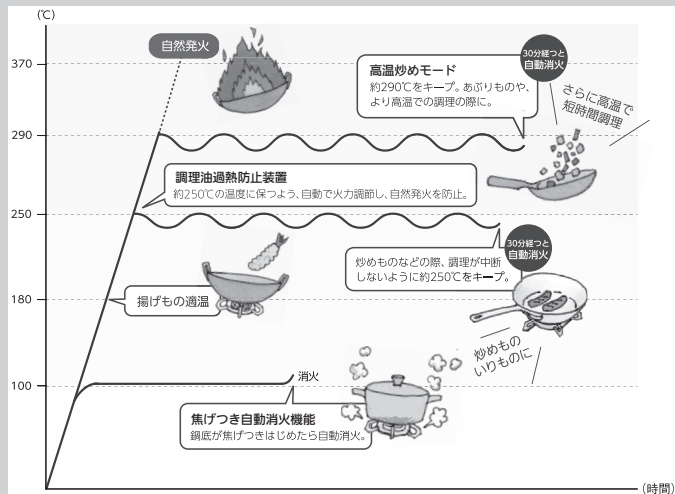 (℃)
自然発火
370
30分経つと
自動消火
高温炒めモード
約290℃をキープ。あぶりものや、
より高温での調理の際に。
さらに高温で
短時間調理
290
調理油過熱防止装置
約250℃の温度に保つよう、自動で火力調節し、自然発火を防止。
250
30分経つと
自動消火
炒めものなどの際、調理が中断
しないように約250℃をキープ。
180
揚げもの適温
炒めもの
いりものに
消火
100
焦げつき自動消火機能
鍋底が焦げつきはじめたら自動消火。
(時間)